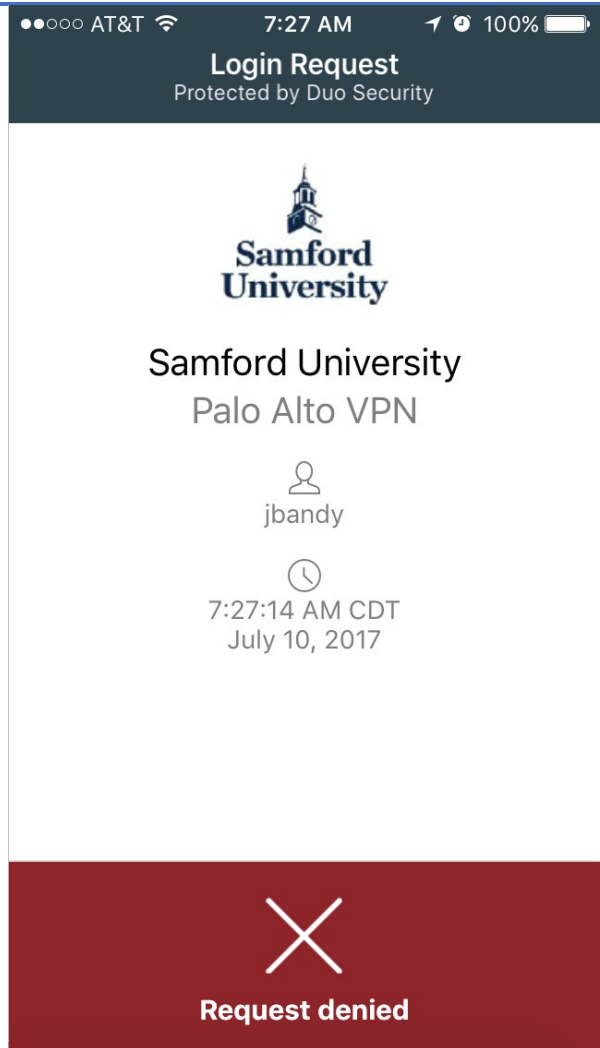 AT&T 7:27 AM 100%
Login Request
Protected by Duo Security
Samford
University
Samford University
Palo Alto VPN
jbandy
7:27:14 AM CDT
July 10, 2017
Request denied